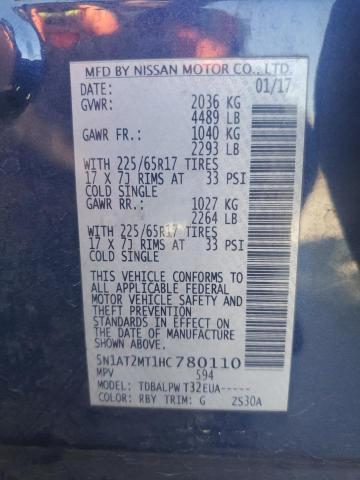 MFD BY NISSAN MOTOR CO., LTD.
DATE: 01/17
GVWR: 2036 KG
4489 LB
GAWR FR.: 1040 KG
2293 LB
WITH 225/65R17 TIRES
17 X 7J RIMS AT 33 PSI
COLD SINGLE
GAWR RR.: 1027 KG
2264 LB
WITH 225/65R17 TIRES
17 X 7J RIMS AT 33 PSI
COLD SINGLE
THIS VEHICLE CONFORMS TO
ALL APPLICABLE FEDERAL
MOTOR VEHICLE SAFETY AND
THEFT PREVENTION
STANDARDS IN EFFECT ON
THE DATE OF MANUFACTURE
SHOWN ABOVE.
5N1AT2MT1HC780110
MPV 594
MODEL: TDBALPW T32EUA-----
COLOR: RBY TRIM: G 2S30A